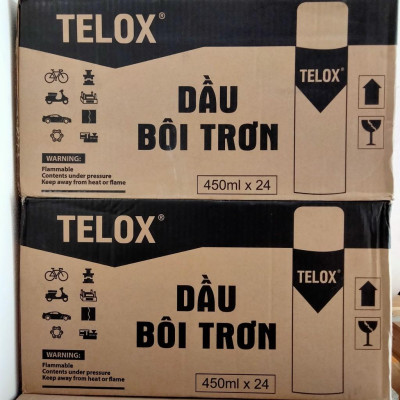 TELOX®
TELOX®
DẦU
BÔI TRƠN
WARNING:
Flammable
Contents under pressure
Keep away from heat or flame
450ml x 24
TELOX®
TELOX®
DẦU
BÔI TRƠN
WARNING:
Flammable
Contents under pressure
Keep away from heat or flame
450ml x 24